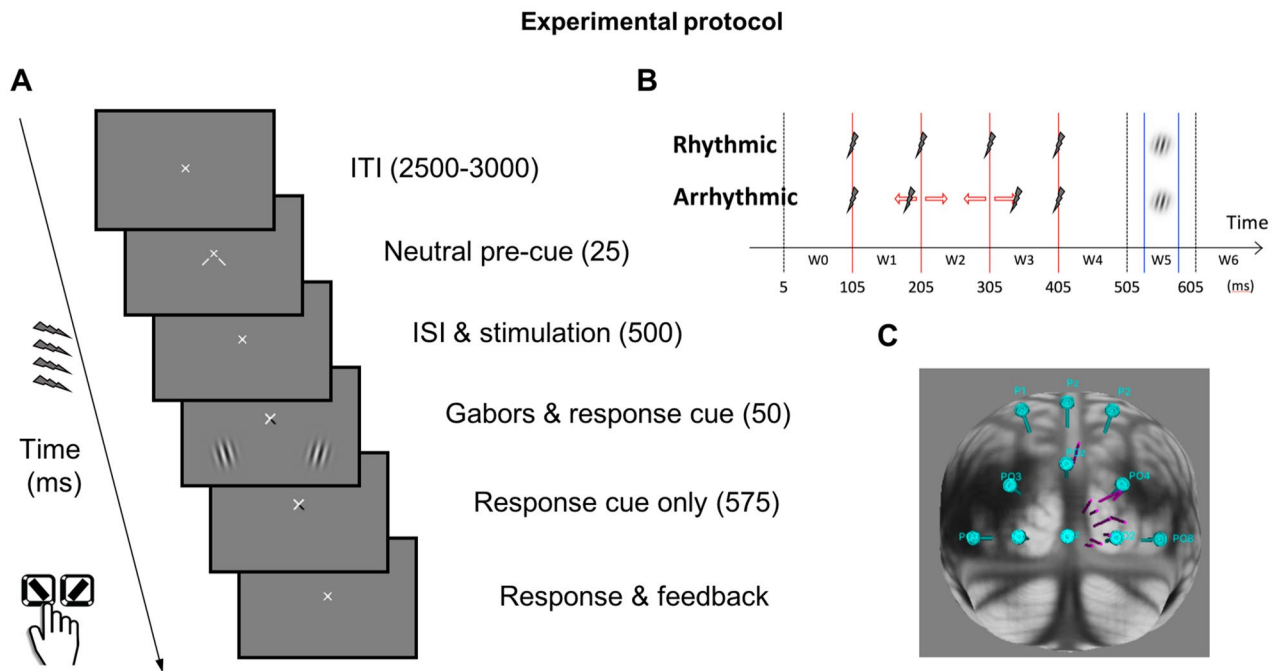 Experimental protocol
A
ITI (2500-3000)
Neutral pre-cue (25)
ISI & stimulation (500)
Gabors & response cue (50)
Response cue only (575)
Response & feedback
Time
(ms)
B
Rhythmic
Arrhythmic
Time
W0 W1 W2 W3 W4 W5 W6
5 105 205 305 405 505 605 (ms)
C
P1 Pz P2
PO3 PO4
PO8